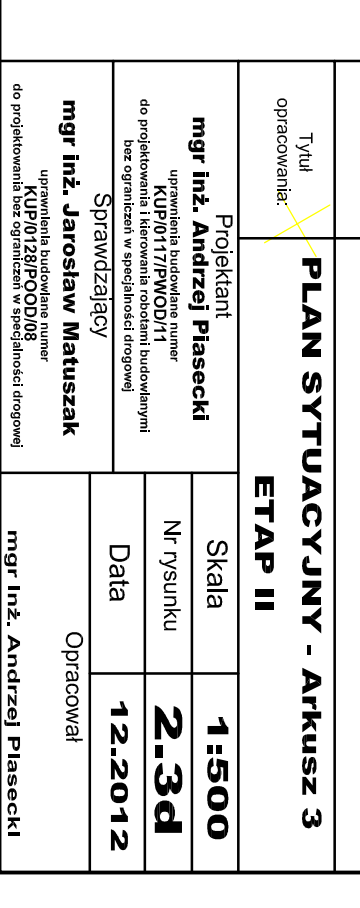 Tytuł
opracowania:
PLAN SYTUACYJNY - Arkusz 3
ETAP II
Projektant
mgr inż. Andrzej Piasecki
uprawnienia budowlane numer
KUP/0117/PWOD/11
do projektowania i kierowania robotami budowlanymi
bez ograniczeń w specjalności drogowej
Skala
1:500
Nr rysunku
2.3d
Sprawdzający
mgr inż. Jarosław Matuszak
uprawnienia budowlane numer
KUP/0128/POOD/08
do projektowania bez ograniczeń w specjalności drogowej
Data
12.2012
Opracował
mgr inż. Andrzej Piasecki